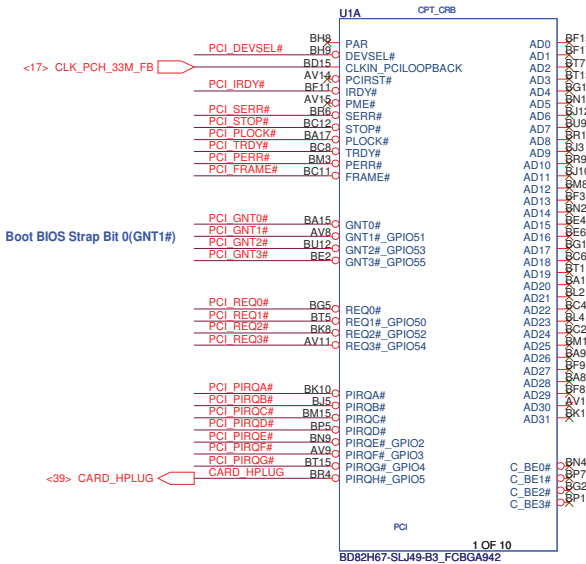 U1A
CPT_CRB
BH8 PAR AD0
PCI_DEVSEL# BH9 DEVSEL# AD1
<17> CLK_PCH_33M_FB BD15 CLKIN_PCILOOPBACK AD2
AV14 PCIRST# AD3
PCI_IRDY# BF11 IRDY# AD4
AV15 PME# AD5
PCI_SERR# BR6 SERR# AD6
PCI_STOP# BC12 STOP# AD7
PCI_PLOCK# BA17 PLOCK# AD8
PCI_TRDY# BC8 TRDY# AD9
PCI_PERR# BM3 PERR# AD10
PCI_FRAME# BC11 FRAME# AD11
AD12
AD13
AD14
PCI_GNT0# BA15 GNT0# AD15
Boot BIOS Strap Bit 0(GNT1#) PCI_GNT1# AV8 GNT1#_GPIO51 AD16
PCI_GNT2# BU12 GNT2#_GPIO53 AD17
PCI_GNT3# BE2 GNT3#_GPIO55 AD18
AD19
AD20
AD21
PCI_REQ0# BG5 REQ0# AD22
PCI_REQ1# BT5 REQ1#_GPIO50 AD23
PCI_REQ2# BK8 REQ2#_GPIO52 AD24
PCI_REQ3# AV11 REQ3#_GPIO54 AD25
AD26
AD27
AD28
PCI_PIRQA# BK10 PIRQA# AD29
PCI_PIRQB# BJ5 PIRQB# AD30
PCI_PIRQC# BM15 PIRQC# AD31
PCI_PIRQD# BP5 PIRQD#
PCI_PIRQE# BN9 PIRQE#_GPIO2
PCI_PIRQF# AV9 PIRQF#_GPIO3
PCI_PIRQG# BT15 PIRQG#_GPIO4 C_BE0#
<39> CARD_HPLUG CARD_HPLUG BR4 PIRQH#_GPIO5 C_BE1#
C_BE2#
C_BE3#
PCI
1 OF 10
BD82H67-SLJ49-B3_FCBGA942